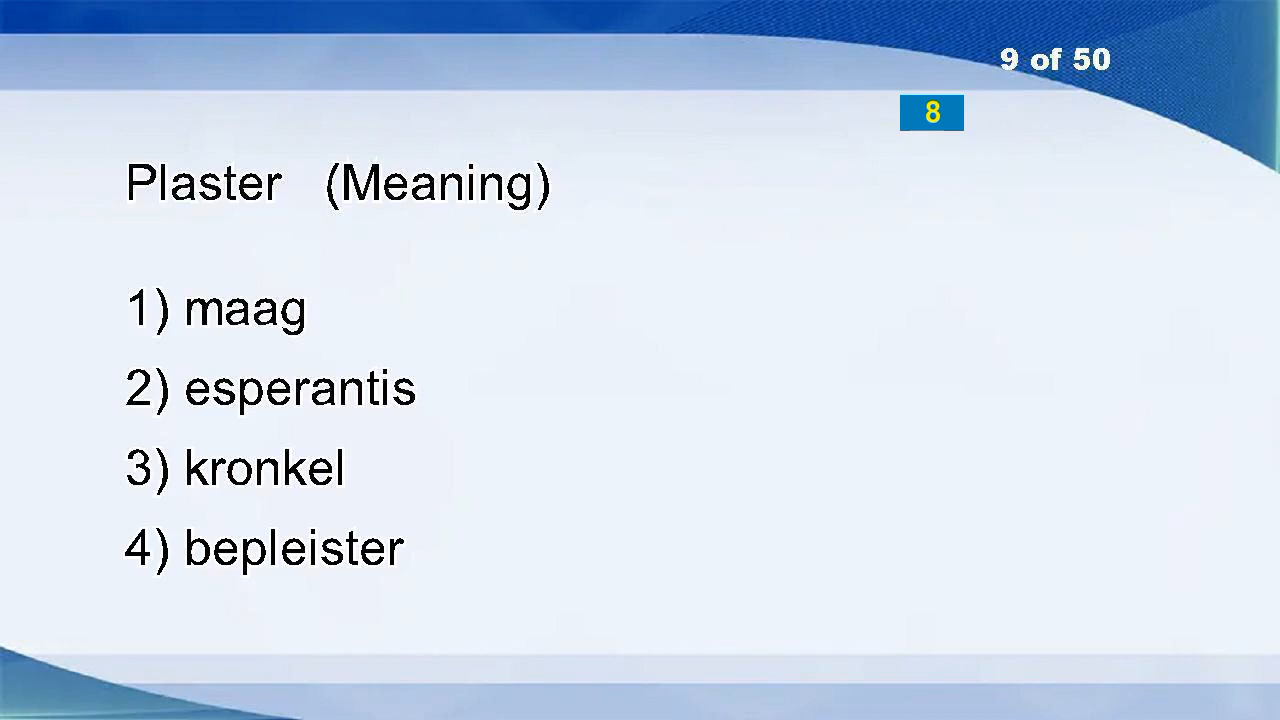 9 of 50
8
Plaster (Meaning)
1) maag
2) esperantis
3) kronkel
4) bepleister